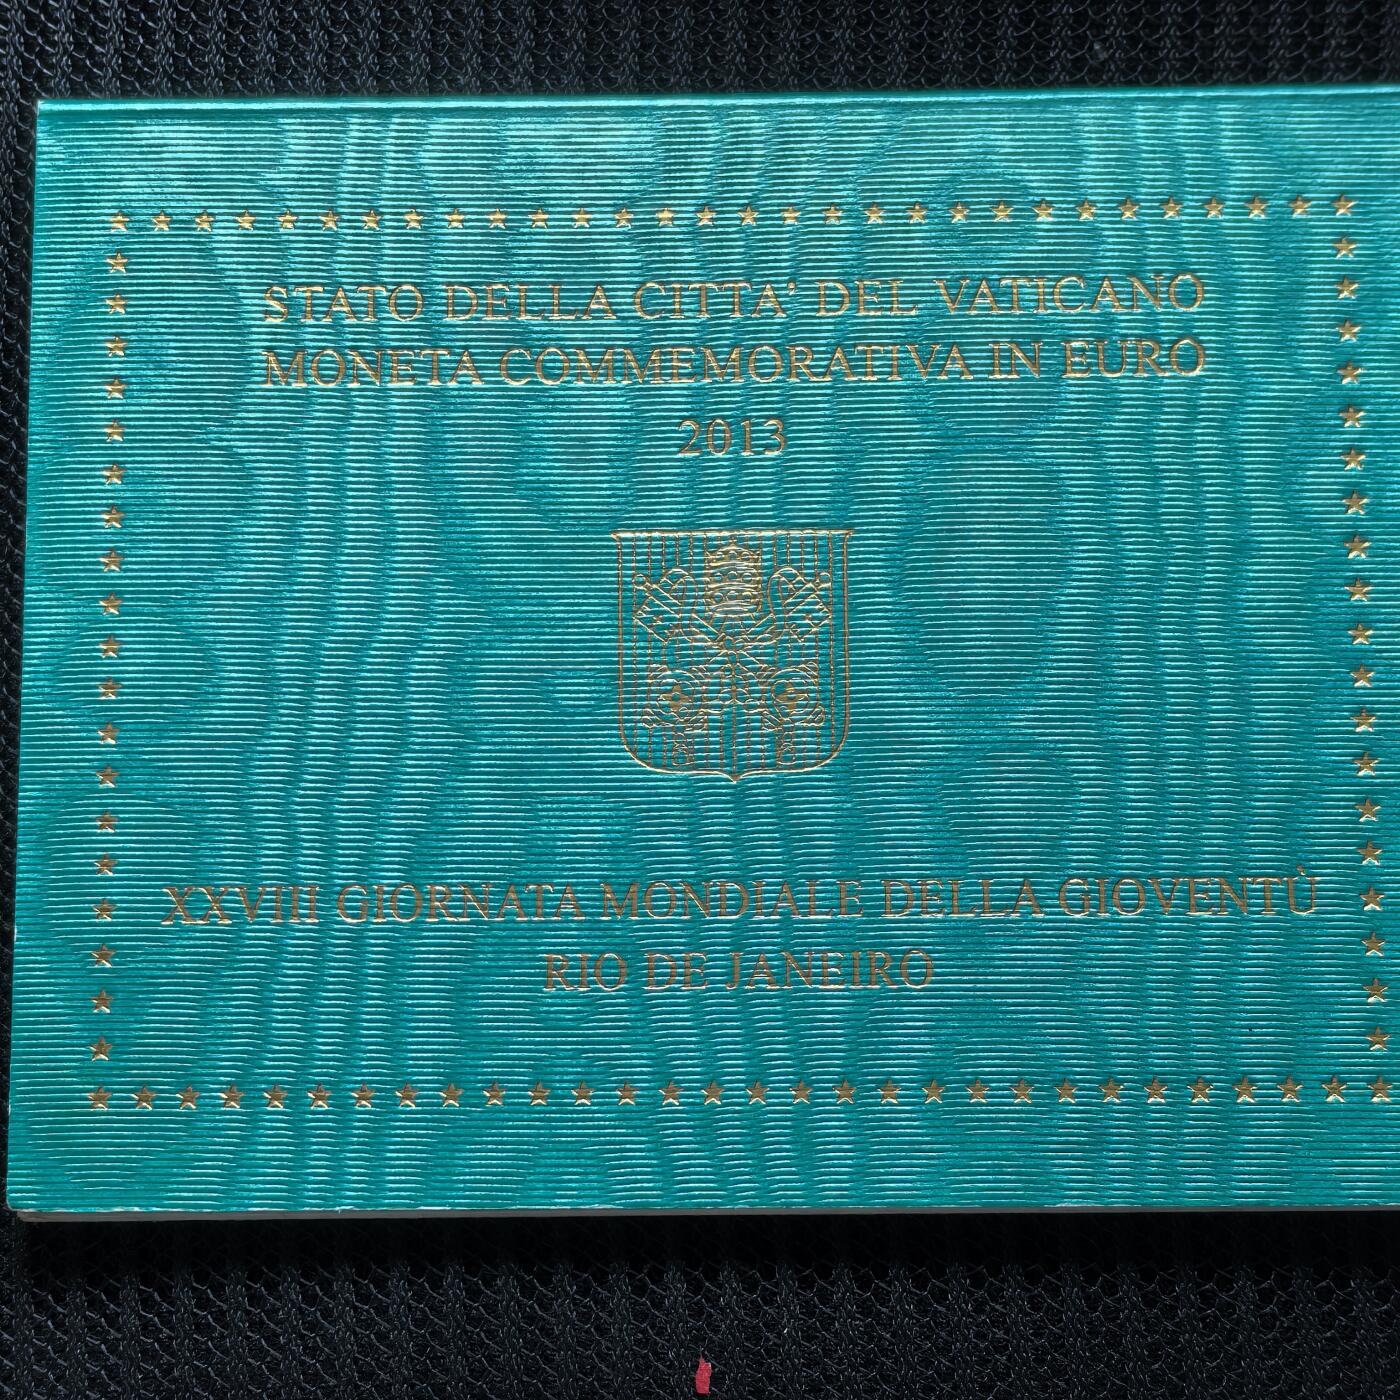 STATO DELLA CITTA' DEL VATICANO
MONETA COMMEMORATIVA IN EURO
2013
XXVIII GIORNATA MONDIALE DELLA GIOVENTÙ
RIO DE JANEIRO